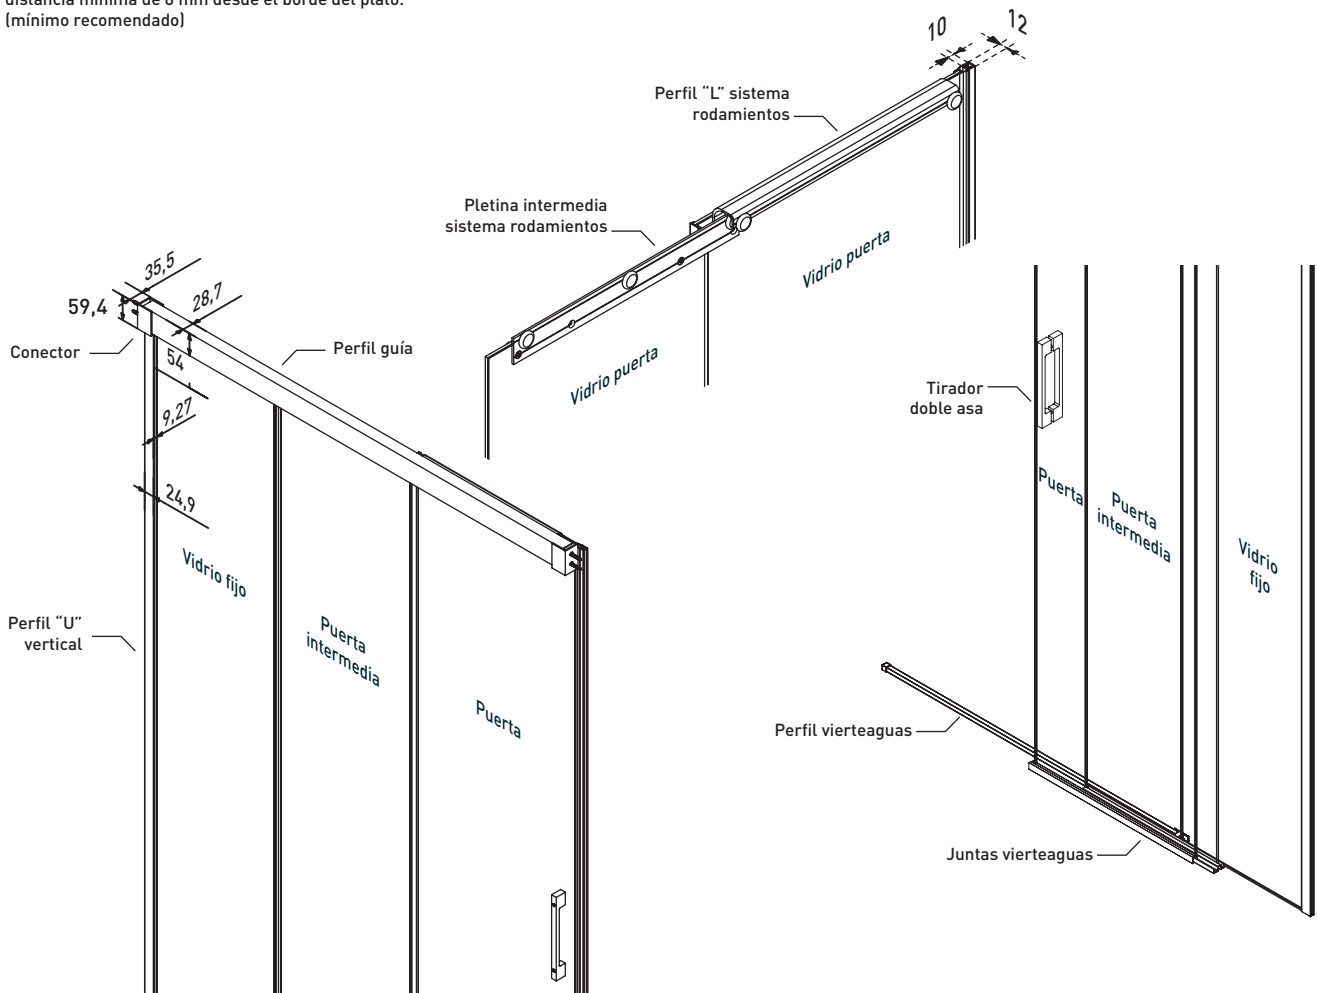 distancia mínima de 6 mm desde el borde del plato.
(mínimo recomendado)
10
12
Perfil “L” sistema
rodamientos
Pletina intermedia
sistema rodamientos
Vidrio puerta
Vidrio puerta
35,5
59,4
28,7
Conector
54
Perfil guía
9,27
24,9
Vidrio fijo
Perfil “U”
vertical
Puerta
intermedia
Puerta
Tirador
doble asa
Puerta
Puerta
intermedia
Vidrio
fijo
Perfil vierteaguas
Juntas vierteaguas